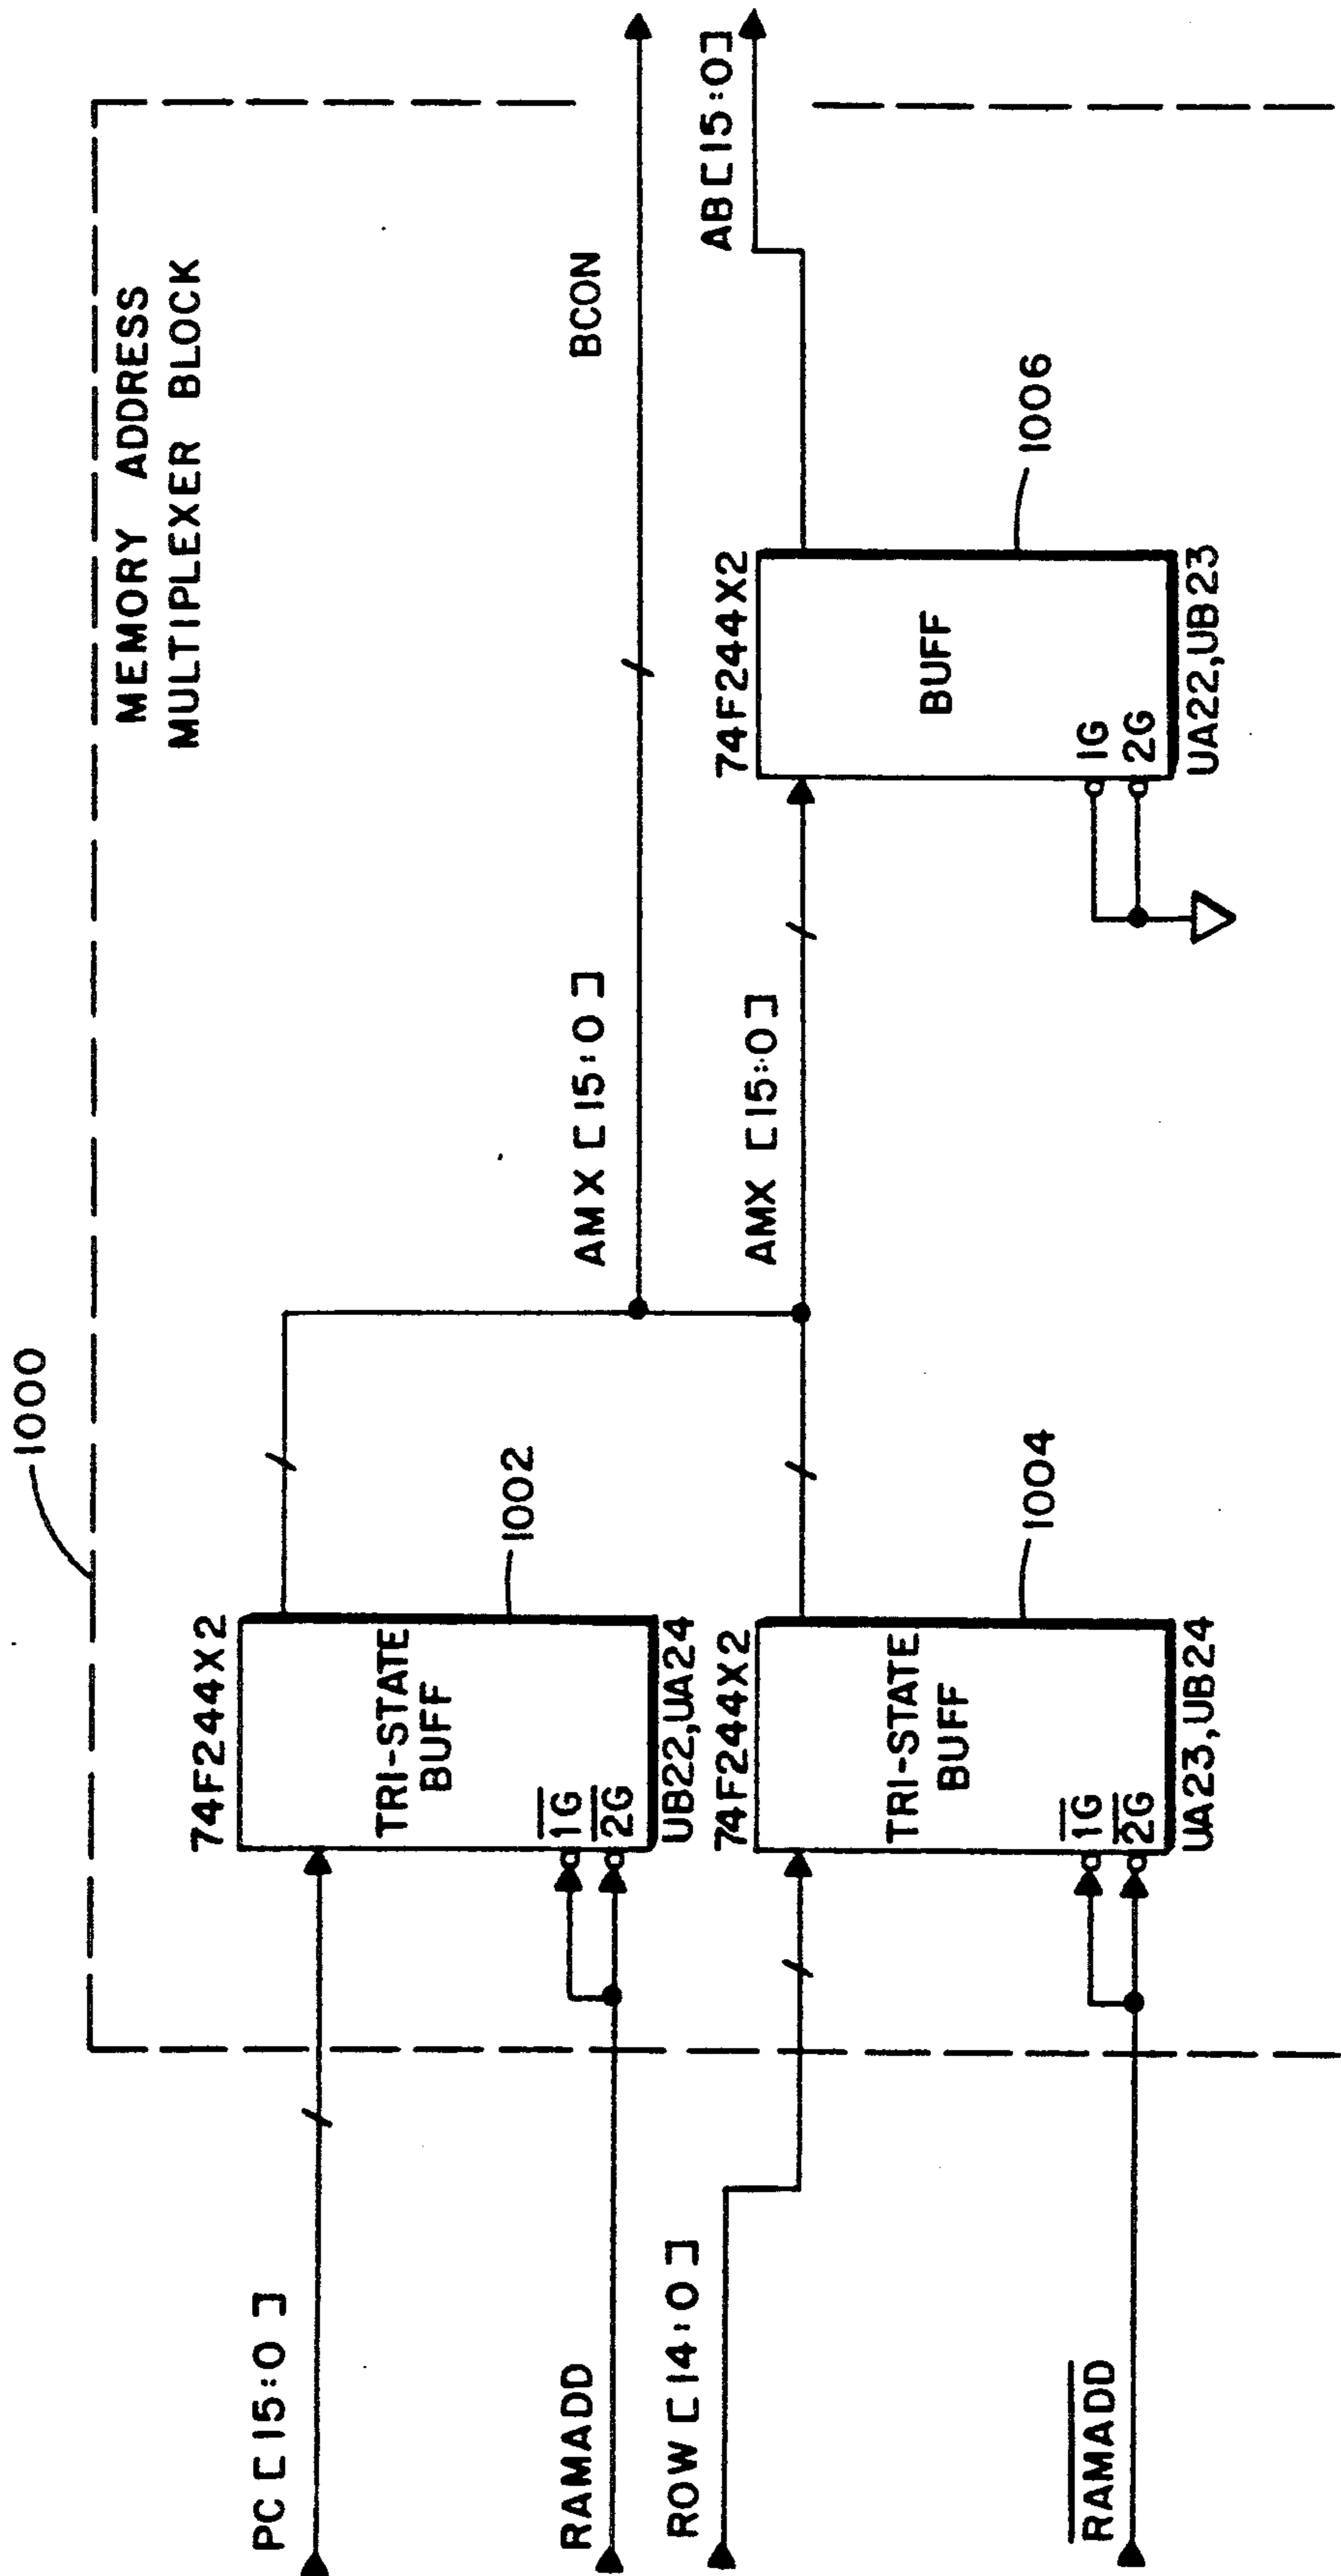 1000
MEMORY ADDRESS
MULTIPLEXER BLOCK
PC [15:0]
74F244X2
TRI-STATE
BUFF
1G
2G
UB22,UA24
1002
RAMADD
AMX [15:0]
BCON
ROW [14:0]
74F244X2
TRI-STATE
BUFF
1G
2G
UA23,UB24
1004
RAMADD
AMX [15:0]
74F244X2
BUFF
1G
2G
UA22,UB23
1006
AB[15:0]